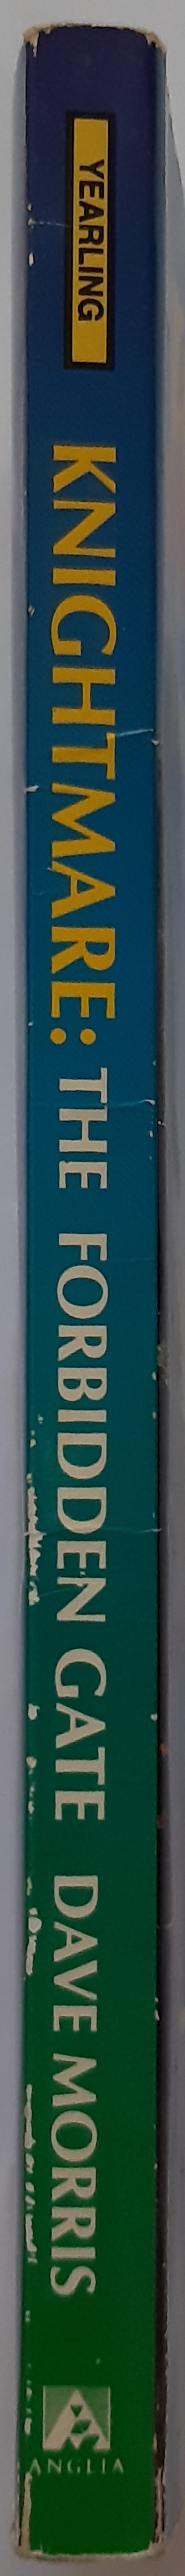 YEARLING
KNIGHTMARE: THE FORBIDDEN GATE DAVE MORRIS
ANGLIA